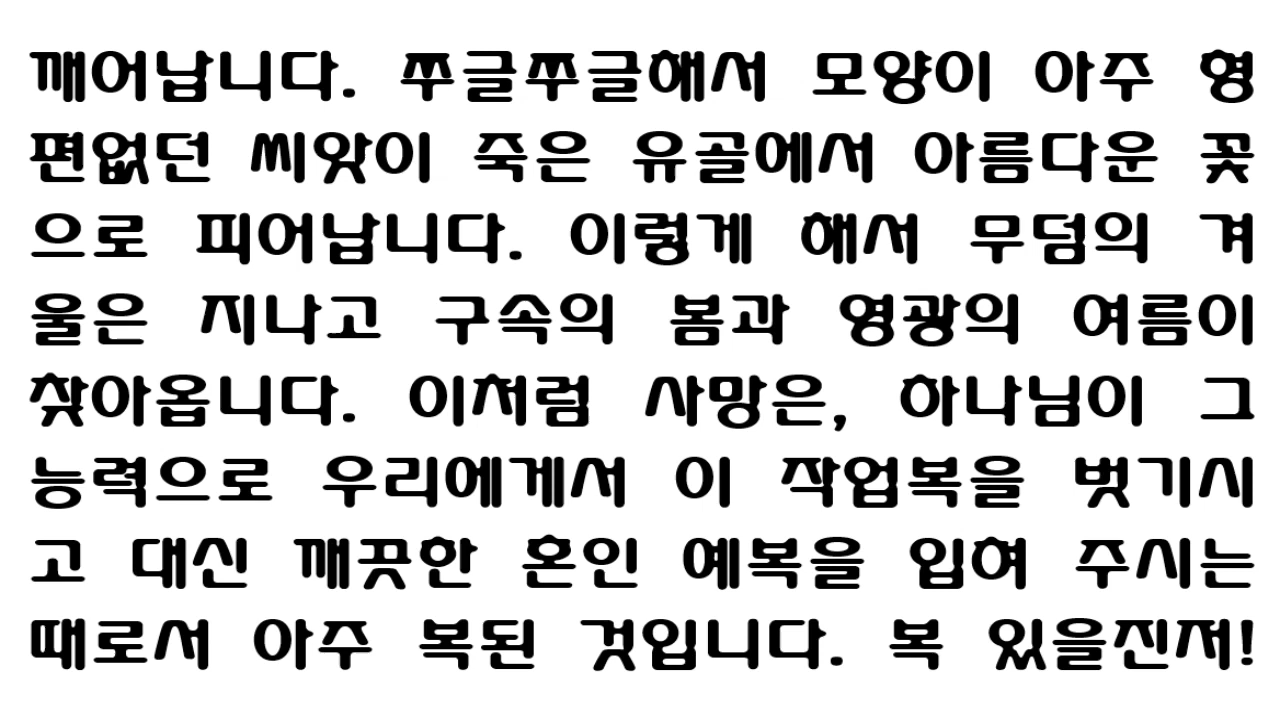 깨어납니다. 쭈글쭈글해서 모양이 아주 형
편없던 씨앗이 죽은 유골에서 아름다운 꽃
으로 피어납니다. 이렇게 해서 무덤의 겨
울은 지나고 구속의 봄과 영광의 여름이
찾아옵니다. 이처럼 사망은, 하나님이 그
능력으로 우리에게서 이 작업복을 벗기시
고 대신 깨끗한 혼인 예복을 입혀 주시는
때로서 아주 복된 것입니다. 복 있을진저!